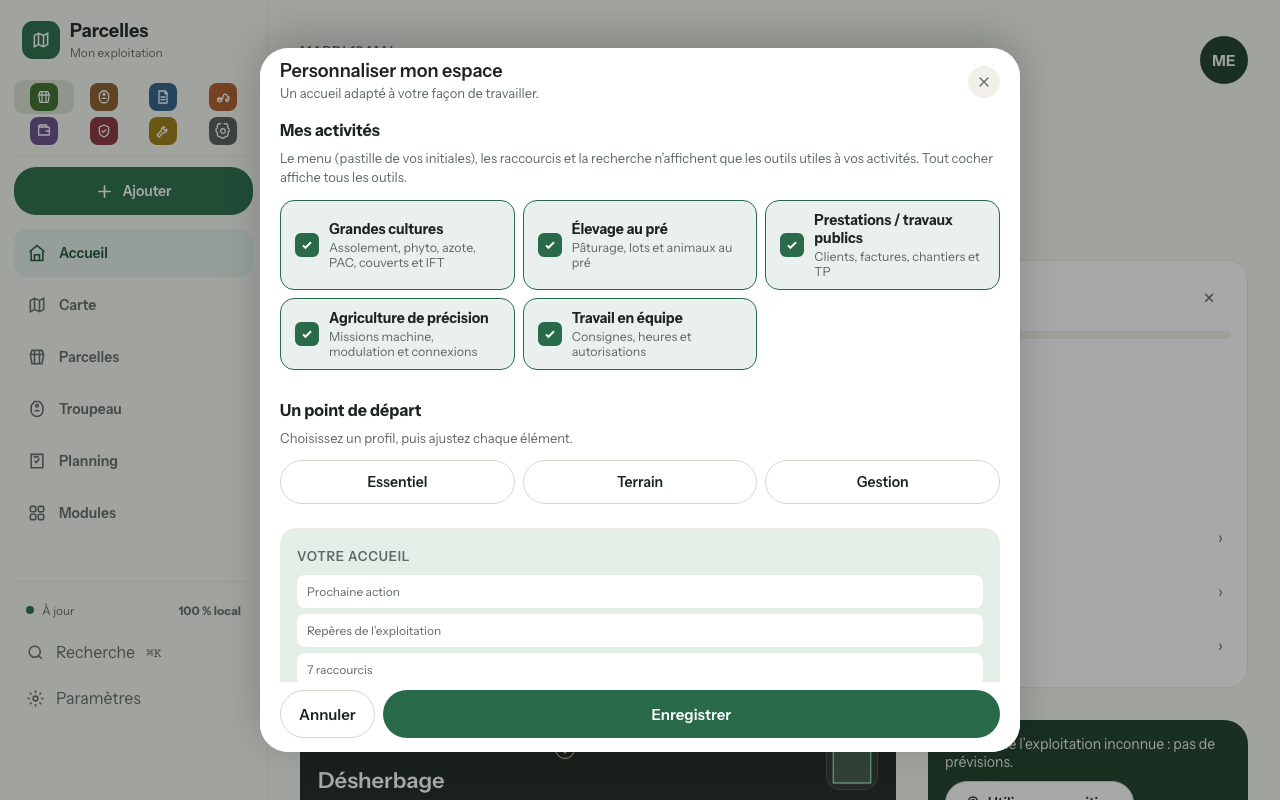 Parcelles
Mon exploitation
Ajouter
Accueil
Carte
Parcelles
Troupeau
Planning
Modules
À jour
100 % local
Recherche ⌘K
Paramètres
ME
Personnaliser mon espace
Un accueil adapté à votre façon de travailler.
Mes activités
Le menu (pastille de vos initiales), les raccourcis et la recherche n’affichent que les outils utiles à vos activités. Tout cocher
affiche tous les outils.
Grandes cultures
Assolement, phyto, azote,
PAC, couverts et IFT
Élevage au pré
Pâturage, lots et animaux au
pré
Prestations / travaux
publics
Clients, factures, chantiers et
TP
Agriculture de précision
Missions machine,
modulation et connexions
Travail en équipe
Consignes, heures et
autorisations
Un point de départ
Choisissez un profil, puis ajustez chaque élément.
Essentiel
Terrain
Gestion
VOTRE ACCUEIL
Prochaine action
Repères de l’exploitation
7 raccourcis
Annuler
Enregistrer
Désherbage
l’exploitation inconnue : pas de
prévisions.